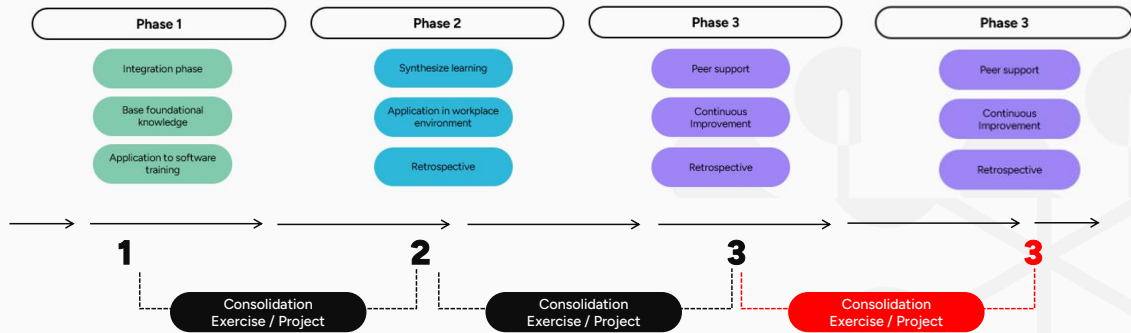 Phase 1
Phase 2
Phase 3
Phase 3
Integration phase
Base foundational
knowledge
Application to software
training
Synthesize learning
Application in workplace
environment
Retrospective
Peer support
Continuous
Improvement
Retrospective
Peer support
Continuous
Improvement
Retrospective
1
2
3
3
Consolidation
Exercise / Project
Consolidation
Exercise / Project
Consolidation
Exercise / Project